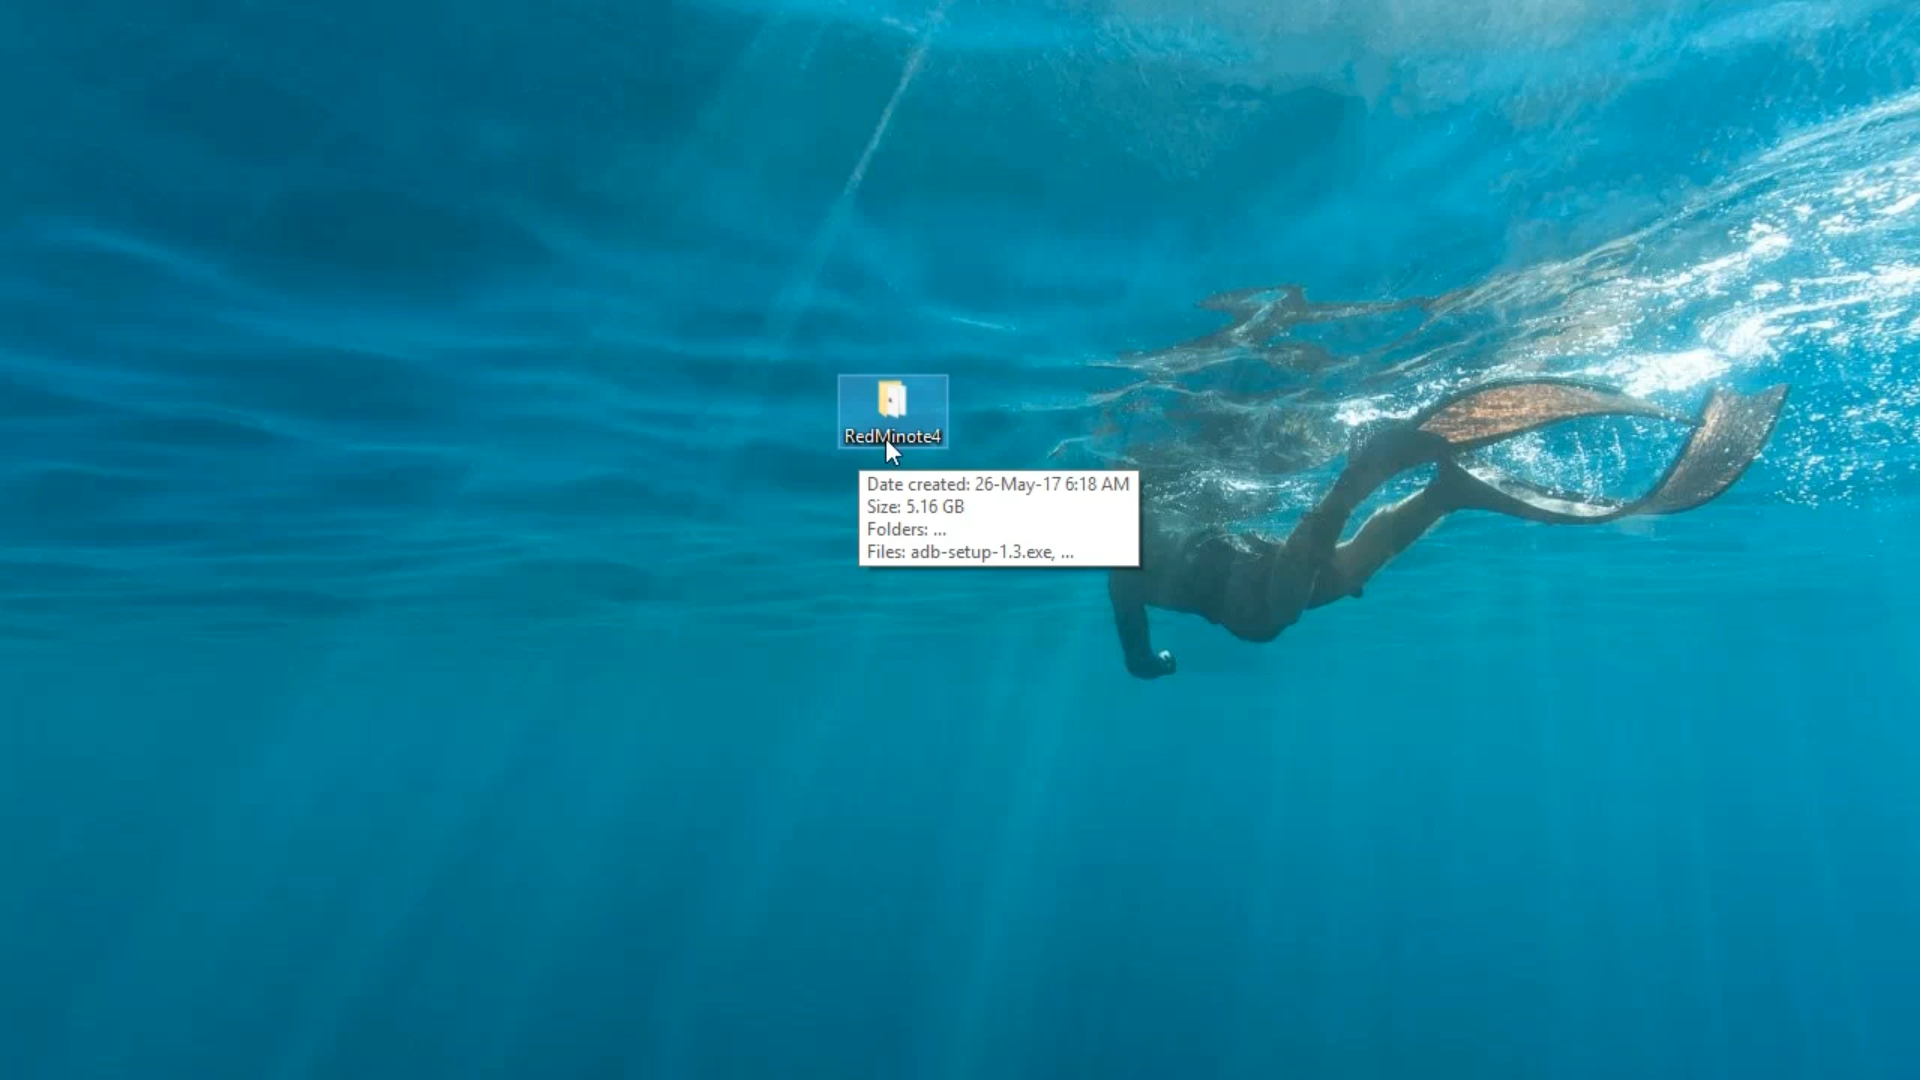 RedMinote4
Date created: 26-May-17 6:18 AM
Size: 5.16 GB
Folders: ...
Files: adb-setup-1.3.exe, ...